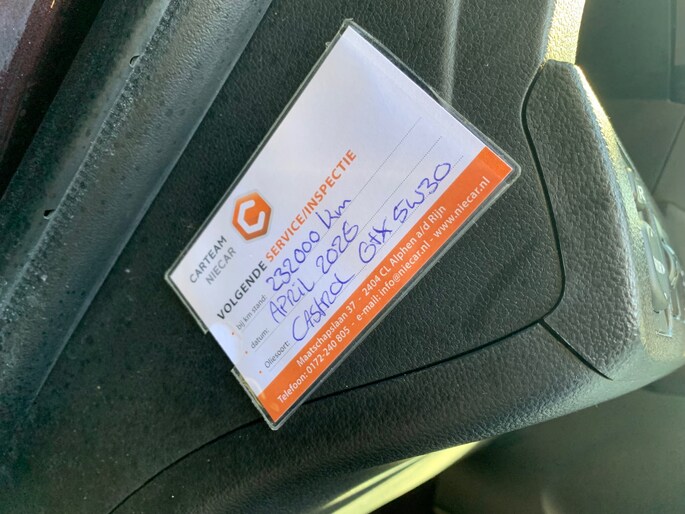 CARTEAM
NIECAR
VOLGENDE SERVICE/INSPECTIE
bij km stand: 232000 km
datum: APRIL 2026
Oliesoort: CASTROL GTX 5W30
Maatschapslaan 37 - 2404 CL Alphen a/d Rijn
Telefoon: 0172-240 805 - e-mail: info@niecar.nl - www.niecar.nl